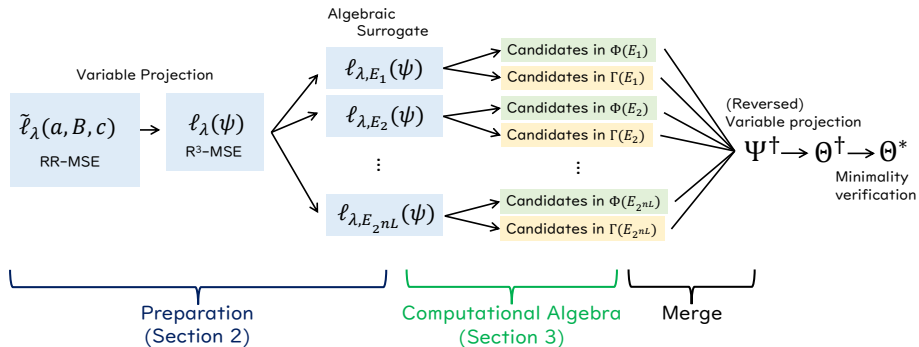 Algebraic
Surrogate
Variable Projection
ℓ̃_λ(a, B, c)
RR-MSE
ℓ_λ(ψ)
R³-MSE
ℓ_{λ,E_1}(ψ)
ℓ_{λ,E_2}(ψ)
⋮
ℓ_{λ,E_{2^{nL}}}(ψ)
Candidates in Φ(E_1)
Candidates in Γ(E_1)
Candidates in Φ(E_2)
Candidates in Γ(E_2)
⋮
Candidates in Φ(E_{2^{nL}})
Candidates in Γ(E_{2^{nL}})
(Reversed)
Variable projection
Ψ† → Θ† → Θ*
Minimality
verification
Preparation
(Section 2)
Computational Algebra
(Section 3)
Merge